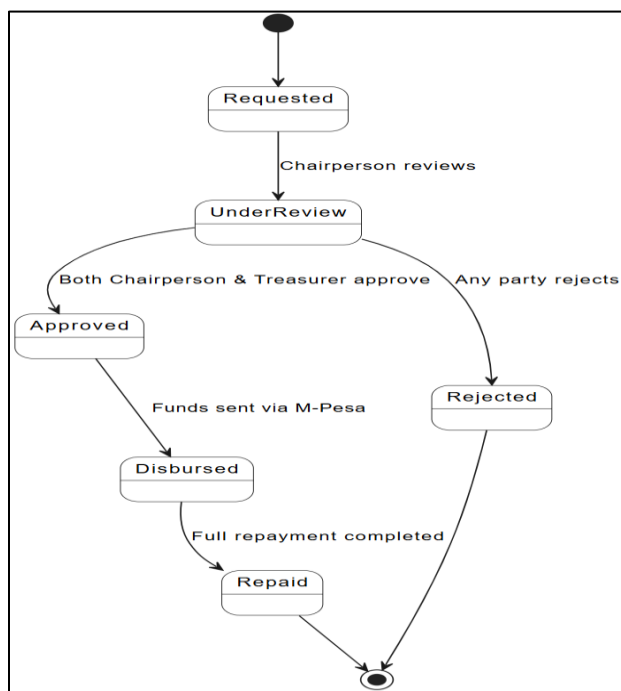 Requested
Chairperson reviews
UnderReview
Both Chairperson & Treasurer approve
Any party rejects
Approved
Rejected
Funds sent via M-Pesa
Disbursed
Full repayment completed
Repaid